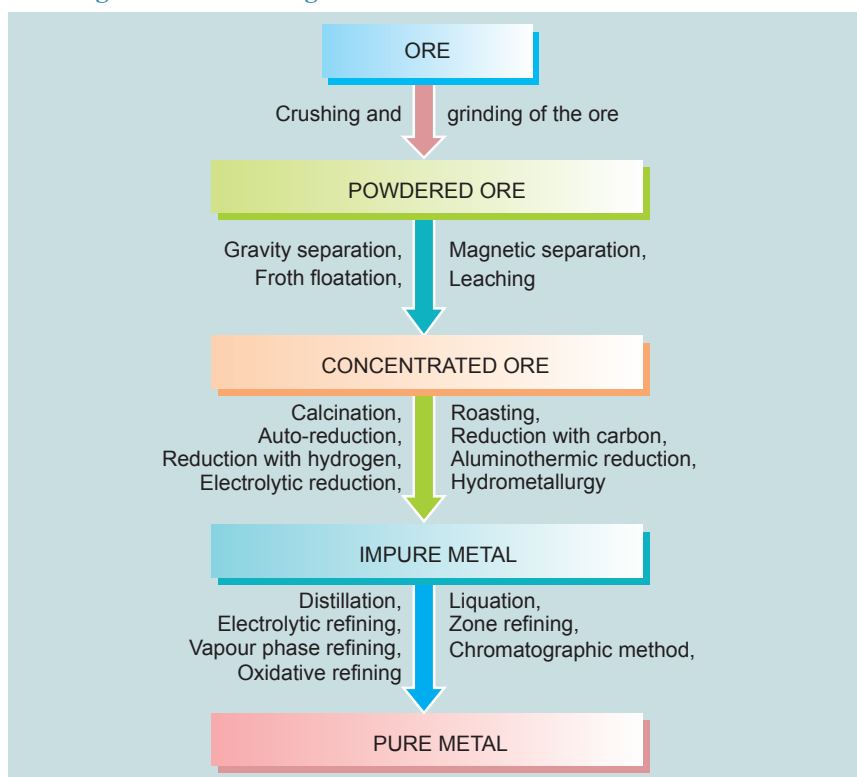 ORE
Crushing and grinding of the ore
POWDERED ORE
Gravity separation, Magnetic separation,
Froth floatation, Leaching
CONCENTRATED ORE
Calcination, Roasting,
Auto-reduction, Reduction with carbon,
Reduction with hydrogen, Aluminothermic reduction,
Electrolytic reduction, Hydrometallurgy
IMPURE METAL
Distillation, Liquation,
Electrolytic refining, Zone refining,
Vapour phase refining, Chromatographic method,
Oxidative refining
PURE METAL